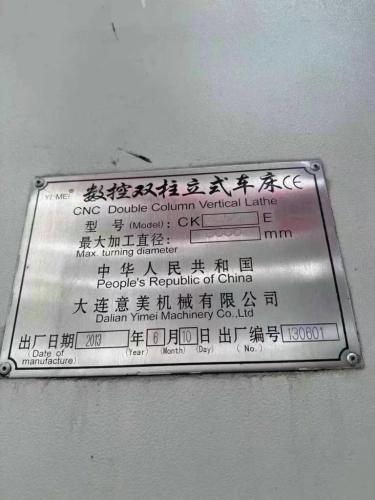 YI MEI® 数控双柱立式车床 CE
CNC Double Column Vertical Lathe
型 号 (Model): CK E
最大加工直径: mm
Max. turning diameter
中华人民共和国
People's Republic of China
大连意美机械有限公司
Dalian Yimei Machinery Co.,Ltd
出厂日期 2013 年 6 月 10 日 出厂编号 130601
(Date of manufacture) (Year) (Month) (Day) (No.)